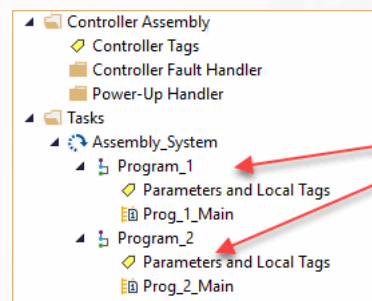 Controller Assembly
Controller Tags
Controller Fault Handler
Power-Up Handler
Tasks
Assembly_System
Program_1
Parameters and Local Tags
Prog_1_Main
Program_2
Parameters and Local Tags
Prog_2_Main